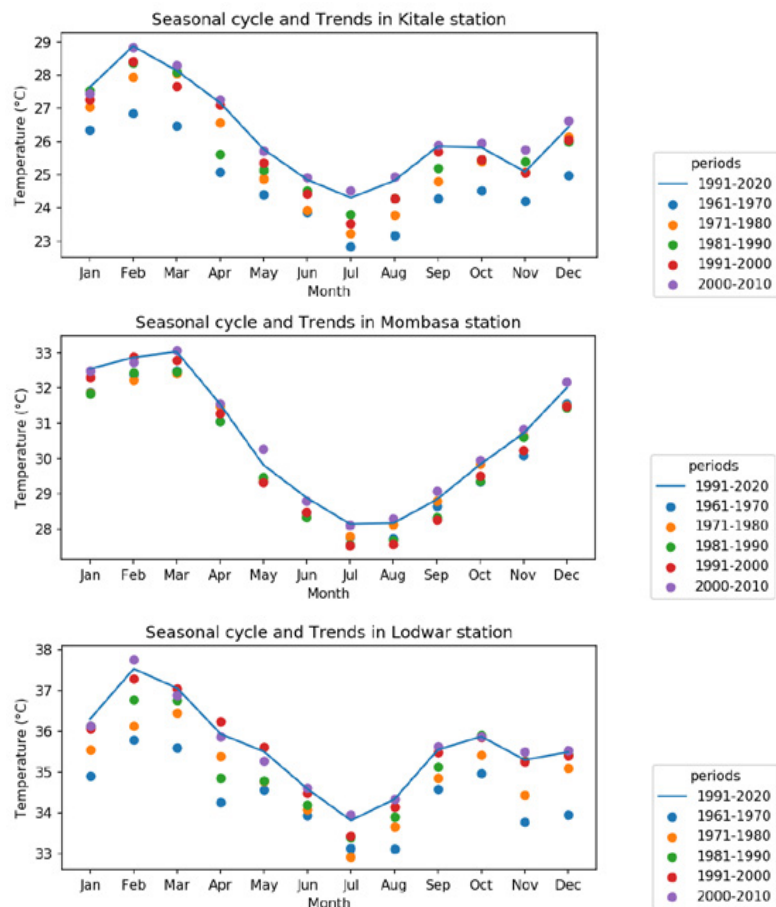 Seasonal cycle and Trends in Kitale station
29
28
27
26
25
24
23
Temperature (°C)
Jan Feb Mar Apr May Jun Jul Aug Sep Oct Nov Dec
Month
periods
1991-2020
1961-1970
1971-1980
1981-1990
1991-2000
2000-2010
Seasonal cycle and Trends in Mombasa station
33
32
31
30
29
28
Temperature (°C)
Jan Feb Mar Apr May Jun Jul Aug Sep Oct Nov Dec
Month
periods
1991-2020
1961-1970
1971-1980
1981-1990
1991-2000
2000-2010
Seasonal cycle and Trends in Lodwar station
38
37
36
35
34
33
Temperature (°C)
Jan Feb Mar Apr May Jun Jul Aug Sep Oct Nov Dec
Month
periods
1991-2020
1961-1970
1971-1980
1981-1990
1991-2000
2000-2010